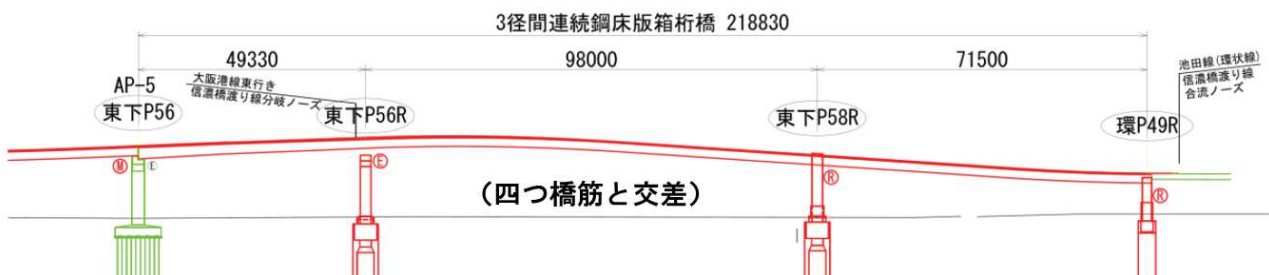 3径間連続鋼床版箱桁橋 218830
49330
98000
71500
AP-5
東下P56
大阪港線東行き
信濃橋渡り線分岐ノーズ
東下P56R
東下P58R
池田線(環状線)
信濃橋渡り線
合流ノーズ
環P49R
M
E
E
(四つ橋筋と交差)
R
R